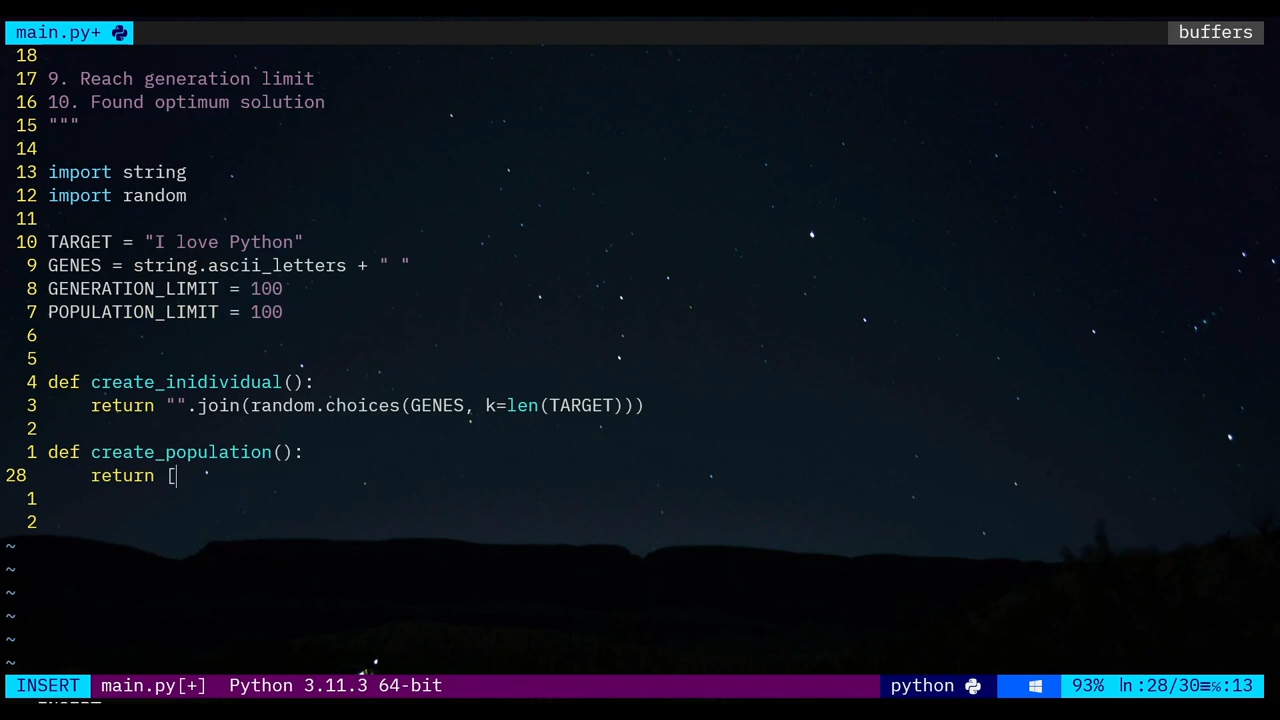 main.py+
buffers
18
17 9. Reach generation limit
16 10. Found optimum solution
15 """
14
13 import string
12 import random
11
10 TARGET = "I love Python"
9 GENES = string.ascii_letters + " "
8 GENERATION_LIMIT = 100
7 POPULATION_LIMIT = 100
6
5
4 def create_inidividual():
3     return "".join(random.choices(GENES, k=len(TARGET)))
2
1 def create_population():
28     return [
1
2
~
~
~
~
~
~
INSERT main.py[+] Python 3.11.3 64-bit python 93% ln:28/30≡℅:13